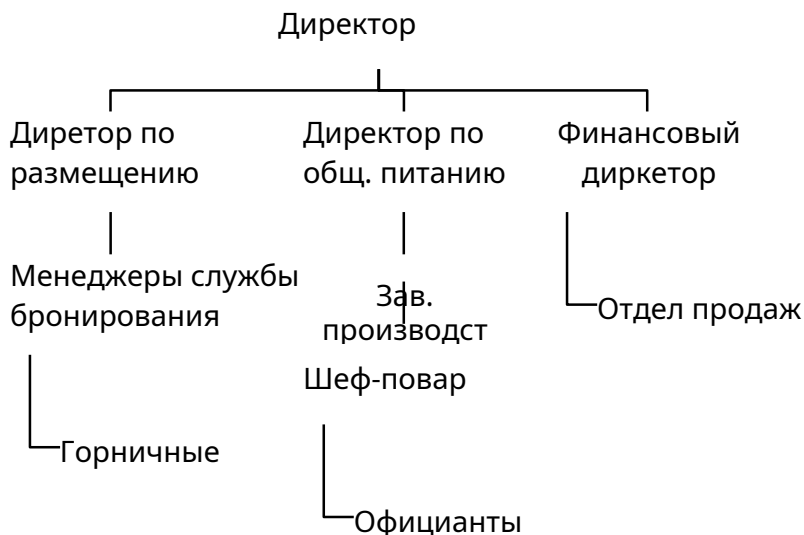 Директор
Диретор по
размещению
Директор по
общ. питанию
Финансовый
диркетор
Менеджеры службы
бронирования
Зав.
производст
Отдел продаж
Шеф-повар
Горничные
Официанты